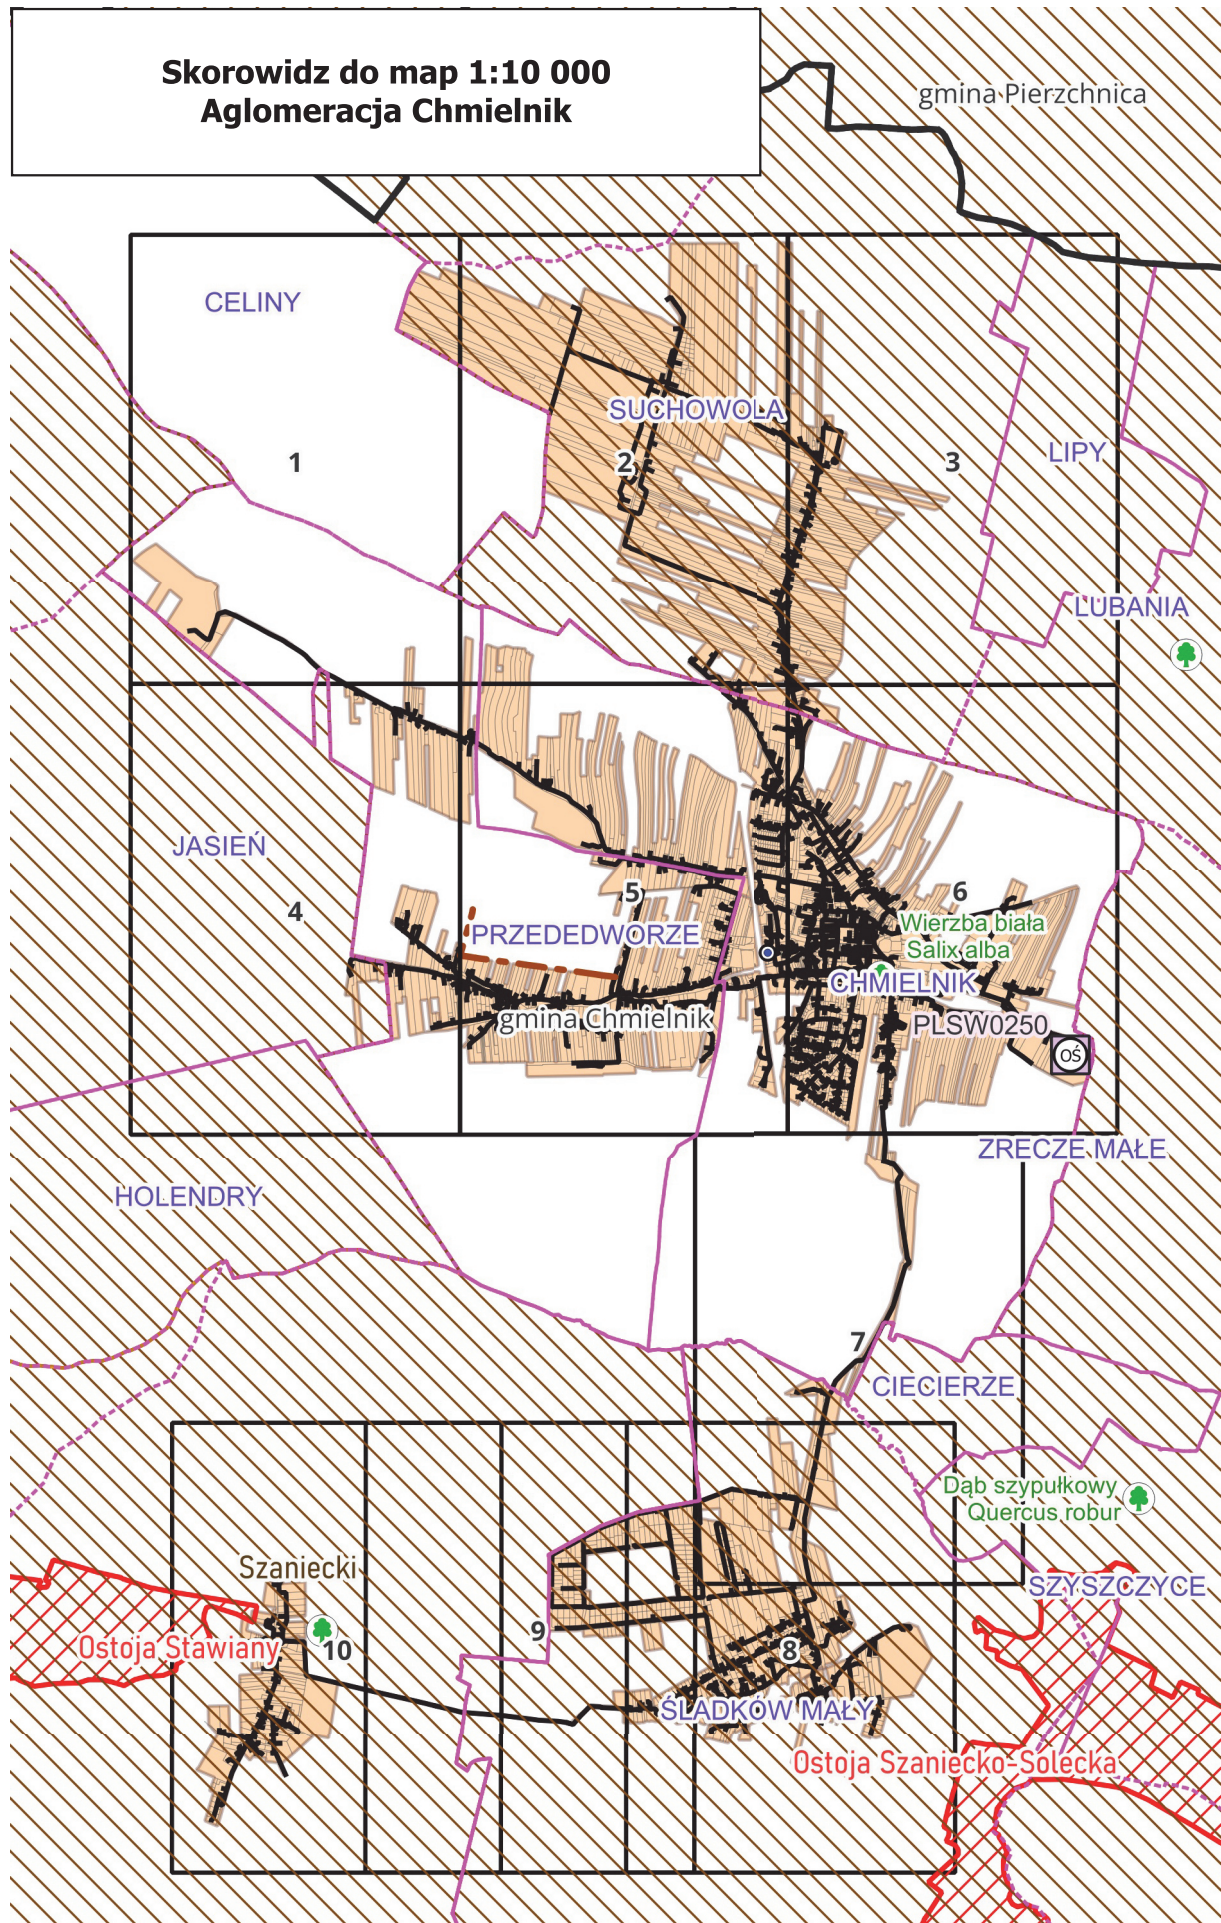 Skorowidz do map 1:10 000
Aglomeracja Chmielnik
gmina Pierzchnica
CELINY
SUCHOWOLA
1
2
3
LIPY
LUBANIA
JASIEŃ
4
5
6
PRZEDEDWORZE
Wierzba biała
Salix alba
CHMIELNIK
gmina Chmielnik
PLSW0250
OŚ
ZRECZE MAŁE
HOLENDRY
7
CIECIERZE
Dąb szypułkowy
Quercus robur
Szaniecki
SZYSZCZYCE
Ostoja Stawiany
10
9
8
ŚLADKÓW MAŁY
Ostoja Szaniecko-Solecka